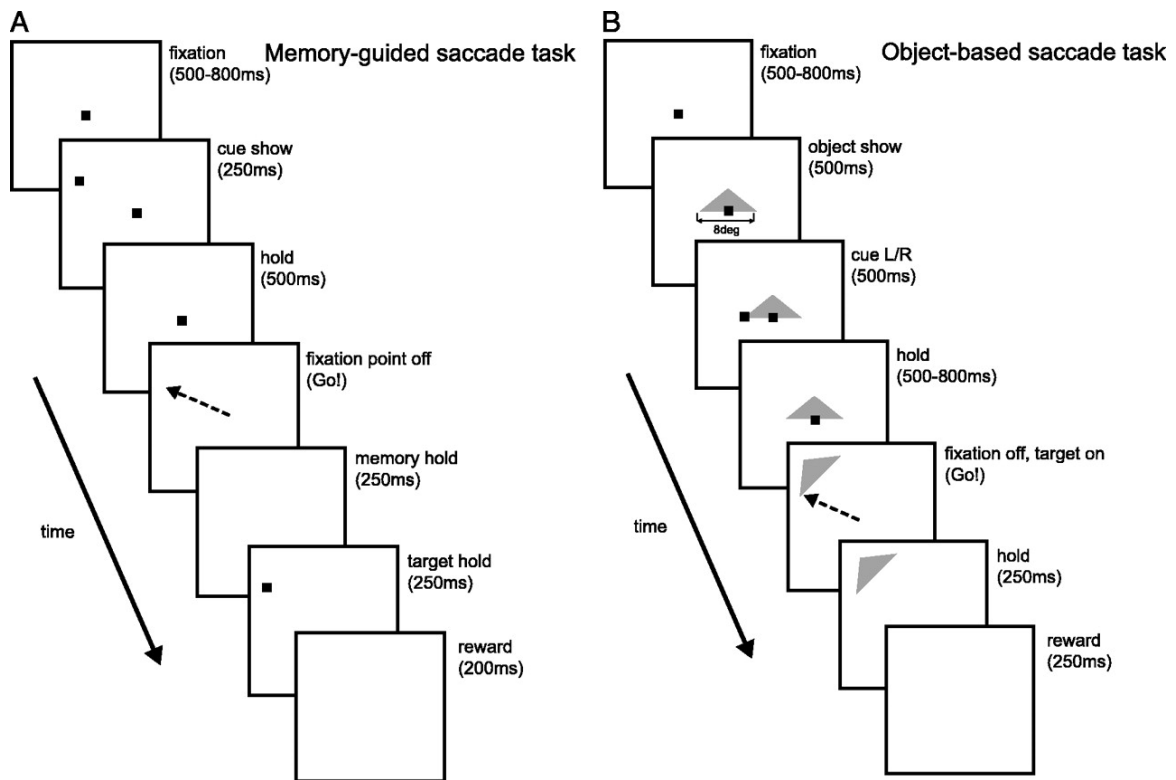 A
Memory-guided saccade task
fixation
(500-800ms)
cue show
(250ms)
hold
(500ms)
fixation point off
(Go!)
memory hold
(250ms)
target hold
(250ms)
reward
(200ms)
time
B
Object-based saccade task
fixation
(500-800ms)
object show
(500ms)
8deg
cue L/R
(500ms)
hold
(500-800ms)
fixation off, target on
(Go!)
hold
(250ms)
reward
(250ms)
time